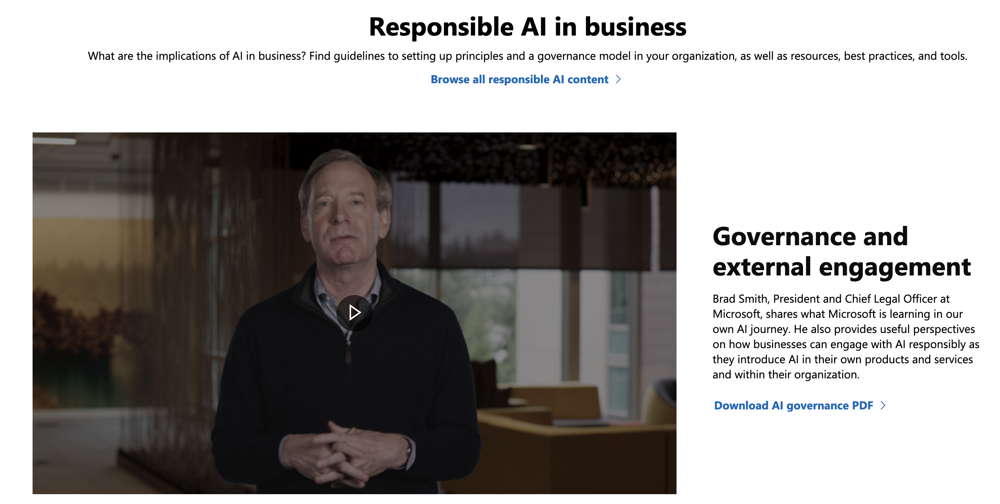 Responsible AI in business
What are the implications of AI in business? Find guidelines to setting up principles and a governance model in your organization, as well as resources, best practices, and tools.
Browse all responsible AI content
Governance and
external engagement
Brad Smith, President and Chief Legal Officer at
Microsoft, shares what Microsoft is learning in our
own AI journey. He also provides useful perspectives
on how businesses can engage with AI responsibly as
they introduce AI in their own products and services
and within their organization.
Download AI governance PDF